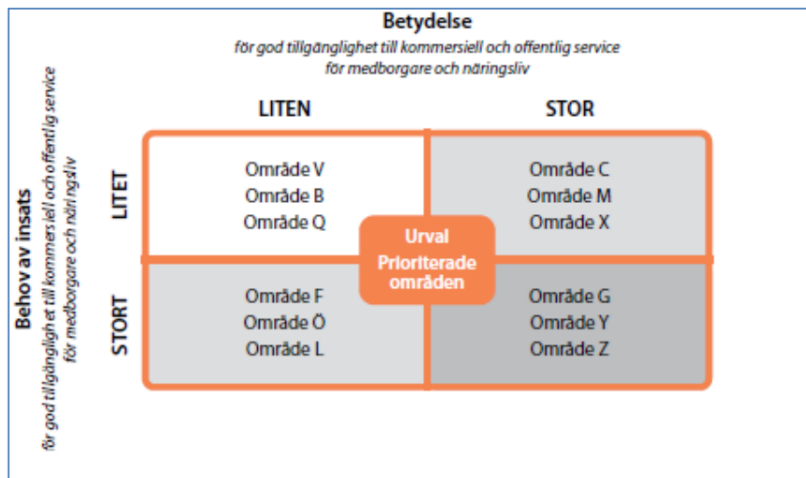 Betydelse
för god tillgänglighet till kommersiell och offentlig service
för medborgare och näringsliv
LITEN
STOR
Behov av insats
för god tillgänglighet till kommersiell och offentlig service
för medborgare och näringsliv
LITET
Område V
Område B
Område Q
Område C
Område M
Område X
Urval
Prioriterade
områden
STORT
Område F
Område Ö
Område L
Område G
Område Y
Område Z